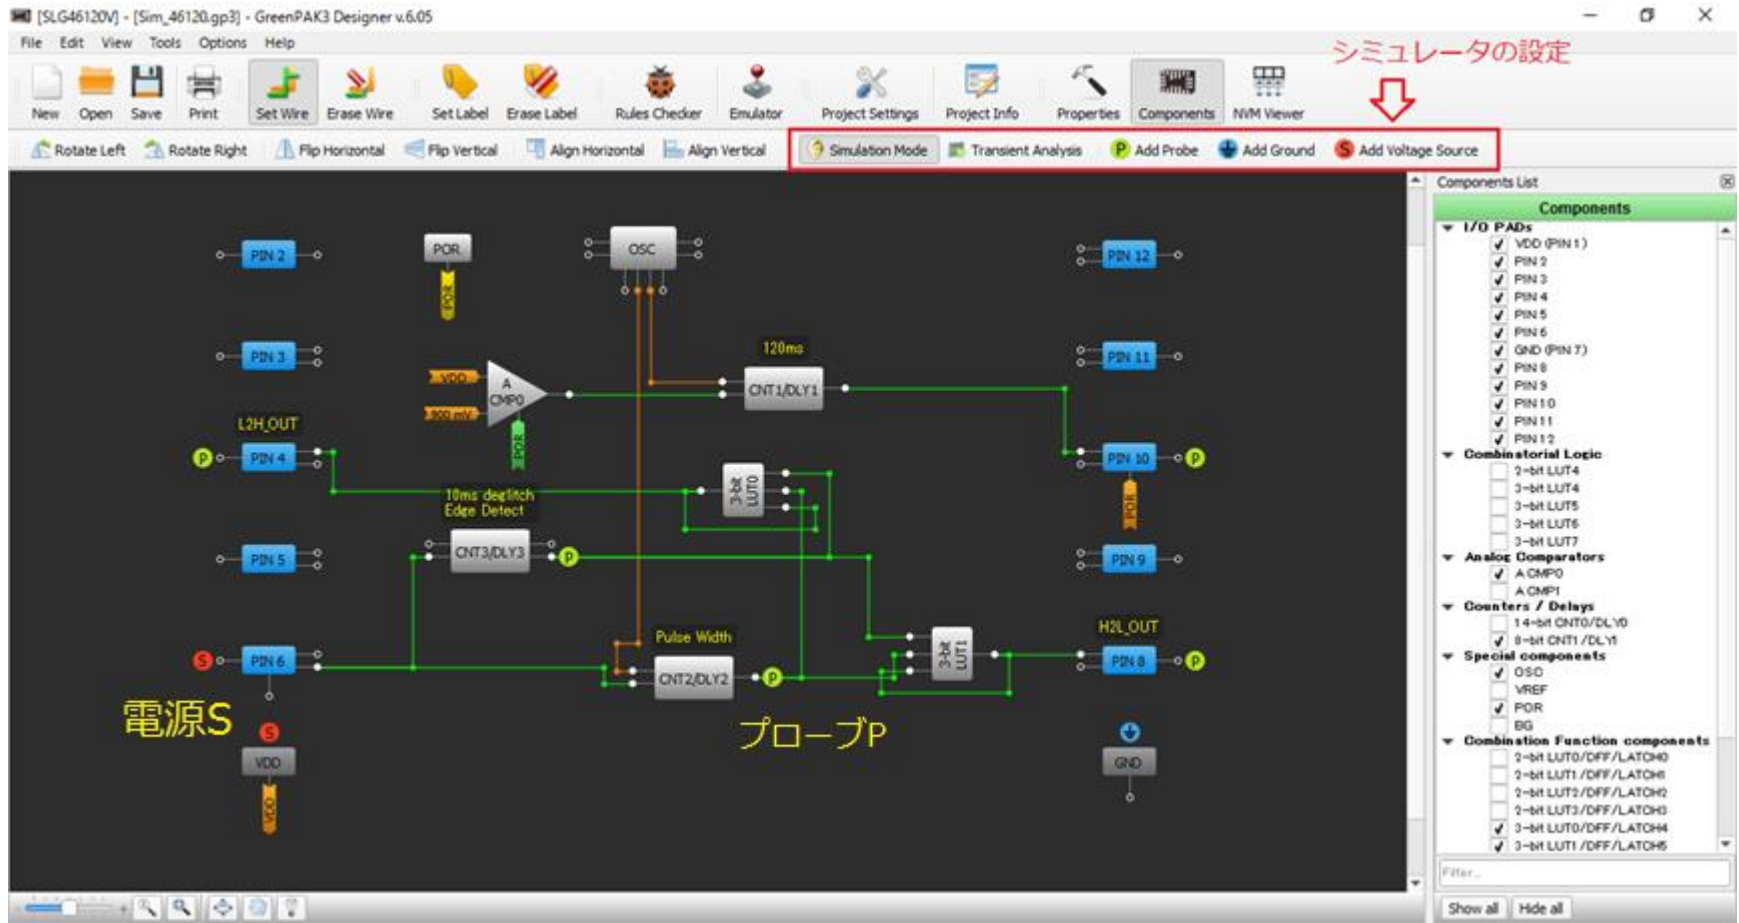 [SLG46120V] - [Sim_46120.gp3] - GreenPAK3 Designer v.6.05
File Edit View Tools Options Help
シミュレータの設定
New Open Save Print Set Wire Erase Wire Set Label Erase Label Rules Checker Emulator Project Settings Project Info Properties Components NVM Viewer
Rotate Left Rotate Right Flip Horizontal Flip Vertical Align Horizontal Align Vertical Simulation Mode Transient Analysis P Add Probe Add Ground S Add Voltage Source
Components List
Components
I/O PADs
VDD (PIN 1)
PIN 2
PIN 3
PIN 4
PIN 5
PIN 6
GND (PIN 7)
PIN 8
PIN 9
PIN 10
PIN 11
PIN 12
Combinatorial Logic
2-bit LUT4
3-bit LUT4
3-bit LUT5
3-bit LUT6
3-bit LUT7
Analog Comparators
A CMP0
A CMP1
Counters / Delays
14-bit CNT0/DLY0
8-bit CNT1/DLY1
Special components
OSC
VREF
POR
BG
Combination Function components
2-bit LUT0/DFF/LATCH0
2-bit LUT1/DFF/LATCH1
2-bit LUT2/DFF/LATCH2
2-bit LUT3/DFF/LATCH3
3-bit LUT0/DFF/LATCH4
3-bit LUT1/DFF/LATCH5
Filter...
Show all Hide all
PIN 2
POR
OSC
PIN 12
POR
PIN 3
120ms
PIN 11
VDD
A
CMP0
900 mV
CNT1/DLY1
POR
L2H_OUT
P PIN 4
PIN 10 P
3-bit
LUT0
POR
10ms deglitch
Edge Detect
PIN 5
CNT3/DLY3 P
PIN 9
Pulse Width
H2L_OUT
S PIN 6
CNT2/DLY2 P
3-bit
LUT1
PIN 8 P
電源S
プローブP
S
VDD
GND
VDD